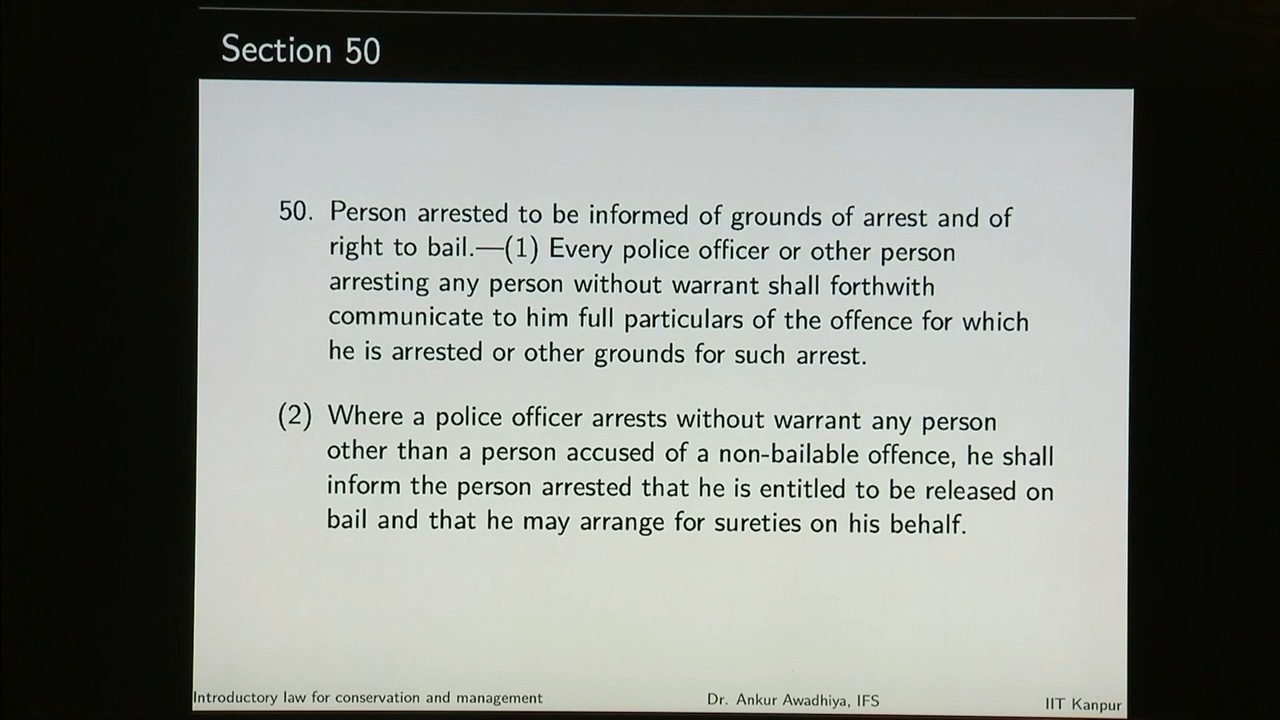 Section 50
50. Person arrested to be informed of grounds of arrest and of
right to bail.—(1) Every police officer or other person
arresting any person without warrant shall forthwith
communicate to him full particulars of the offence for which
he is arrested or other grounds for such arrest.
(2) Where a police officer arrests without warrant any person
other than a person accused of a non-bailable offence, he shall
inform the person arrested that he is entitled to be released on
bail and that he may arrange for sureties on his behalf.
Introductory law for conservation and management Dr. Ankur Awadhiya, IFS IIT Kanpur